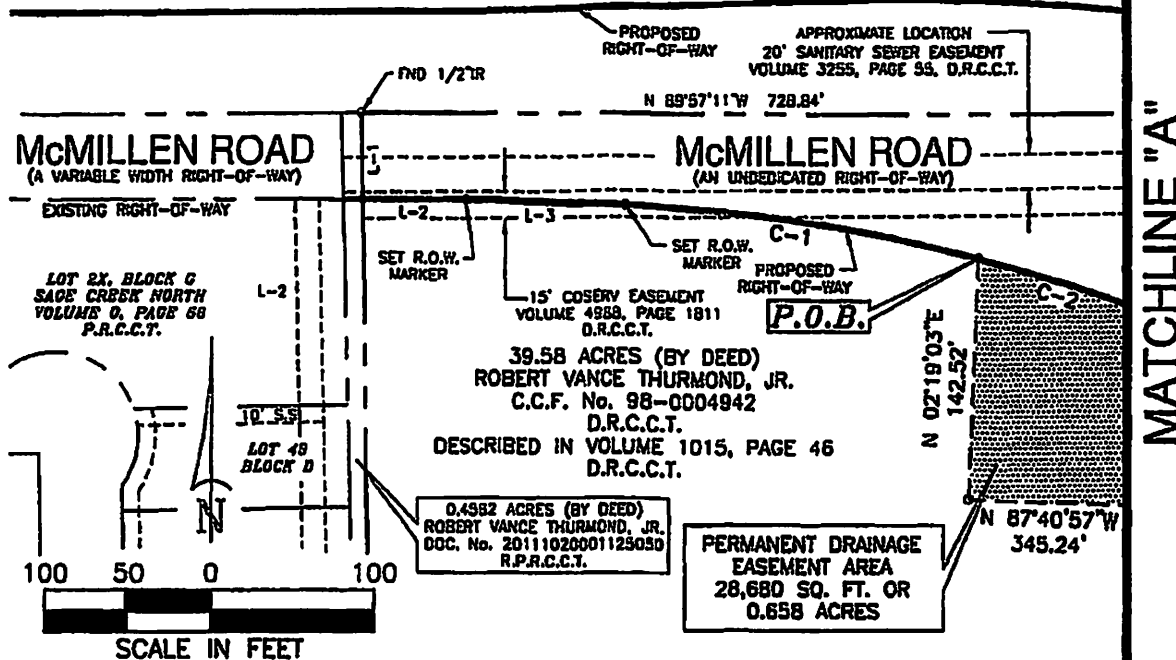 PROPOSED
RIGHT-OF-WAY
APPROXIMATE LOCATION
20' SANITARY SEWER EASEMENT
VOLUME 3255, PAGE 55, D.R.C.C.T.
FND 1/2"IR
N 89°57'11"W 728.84'
McMILLEN ROAD
(A VARIABLE WIDTH RIGHT-OF-WAY)
McMILLEN ROAD
(AN UNDEDICATED RIGHT-OF-WAY)
MATCHLINE "A"
EXISTING RIGHT-OF-WAY
L-2
L-3
C-1
SET R.O.W.
MARKER
SET R.O.W.
MARKER
PROPOSED
RIGHT-OF-WAY
LOT 2X, BLOCK G
SAGE CREEK NORTH
VOLUME O, PAGE 68
P.R.C.C.T.
L-2
15' COSERV EASEMENT
VOLUME 4988, PAGE 1811
D.R.C.C.T.
P.O.B.
C-2
39.58 ACRES (BY DEED)
ROBERT VANCE THURMOND, JR.
C.C.F. No. 98-0004942
D.R.C.C.T.
DESCRIBED IN VOLUME 1015, PAGE 46
D.R.C.C.T.
N 02°19'03"E
142.52'
10' S.S.
LOT 49
BLOCK D
N
0.4982 ACRES (BY DEED)
ROBERT VANCE THURMOND, JR.
DOC. No. 20111020001125050
R.P.R.C.C.T.
N 87°40'57"W
345.24'
PERMANENT DRAINAGE
EASEMENT AREA
28,680 SQ. FT. OR
0.658 ACRES
100 50 0 100
SCALE IN FEET